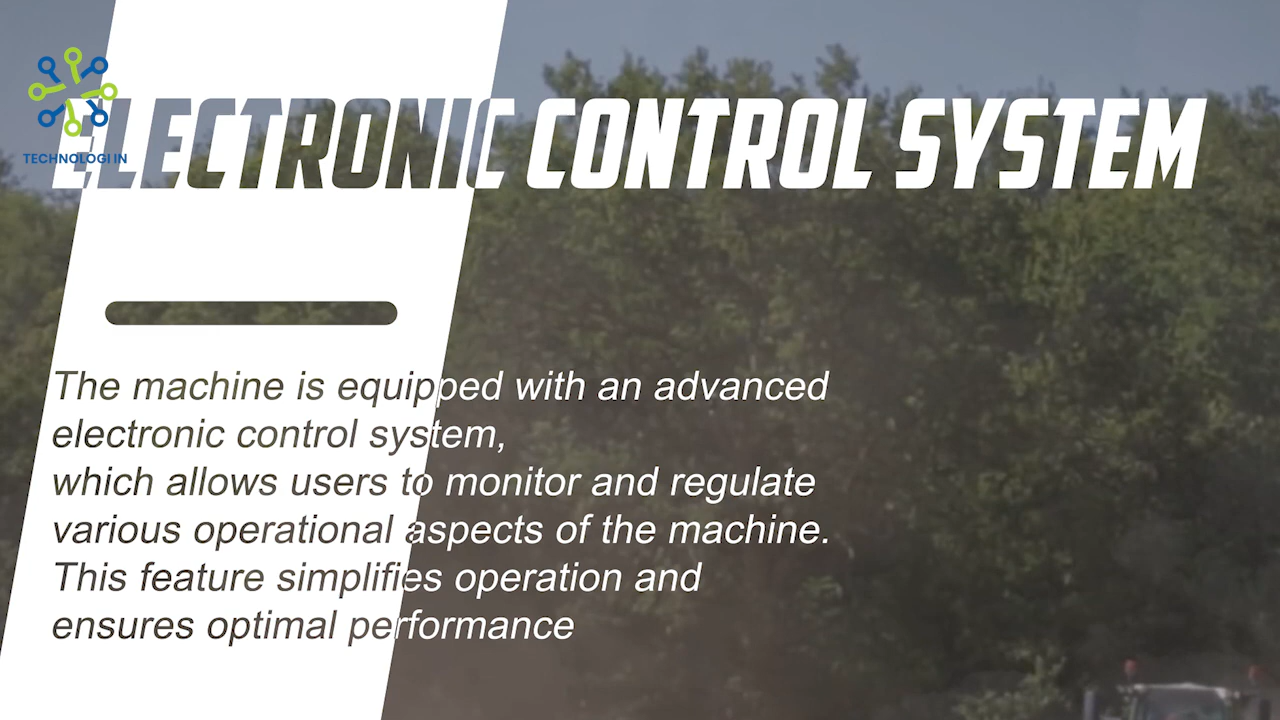 TECHNOLOGI IN
ELECTRONIC CONTROL SYSTEM
The machine is equipped with an advanced
electronic control system,
which allows users to monitor and regulate
various operational aspects of the machine.
This feature simplifies operation and
ensures optimal performance